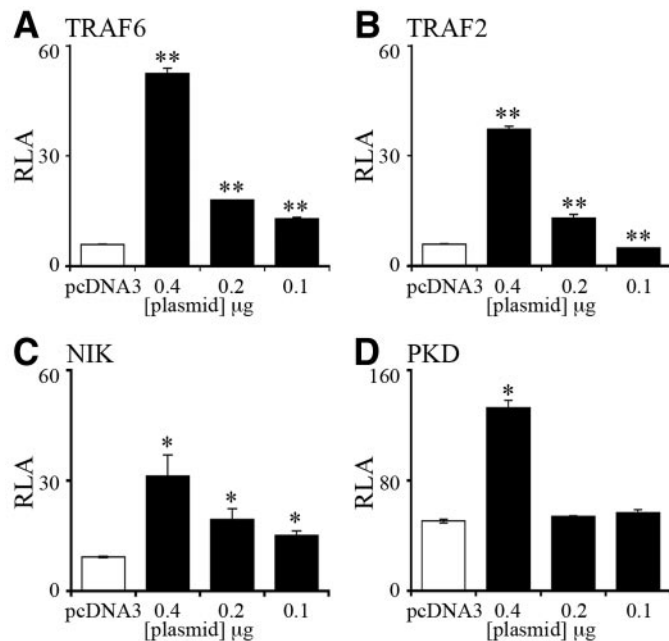 A TRAF6
60
**
RLA
30
**
**
0
pcDNA3 0.4 0.2 0.1
[plasmid] μg
B TRAF2
60
**
RLA
30
**
**
0
pcDNA3 0.4 0.2 0.1
[plasmid] μg
C NIK
60
*
RLA
30
*
*
0
pcDNA3 0.4 0.2 0.1
[plasmid] μg
D PKD
160
*
RLA
80
0
pcDNA3 0.4 0.2 0.1
[plasmid] μg